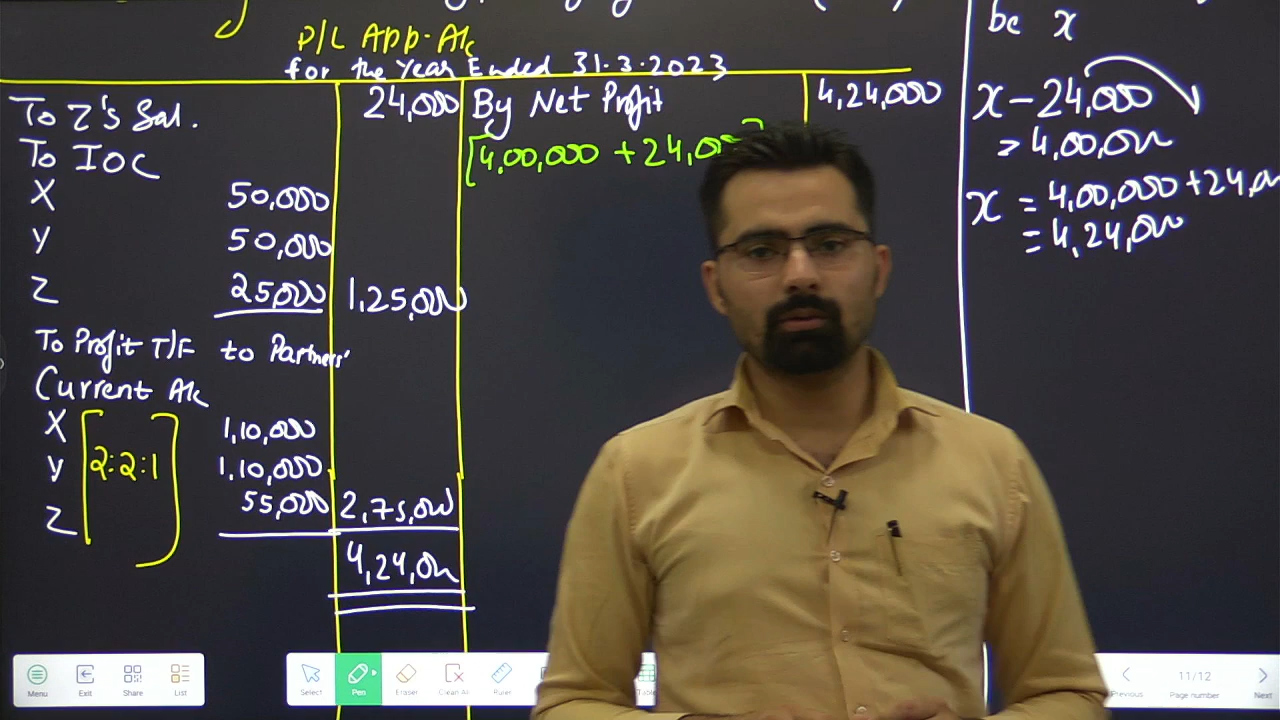 be x
P/L App. A/c
for the Year Ended 31.3.2023
To Z's Sal. 24,000 By Net Profit 4,24,000
To IOC [4,00,000 + 24,0
X 50,000
Y 50,000
Z 25,000 1,25,000
To Profit T/F to Partners'
Current A/c
X 1,10,000
Y [2:2:1] 1,10,000
Z 55,000 2,75,000
4,24,000
x - 24,000
= 4,00,000
x = 4,00,000 + 24,0
= 4,24,000
Menu Exit Share List
Select Pen Eraser Clean All Ruler Table
Previous 11/12 Page number Next